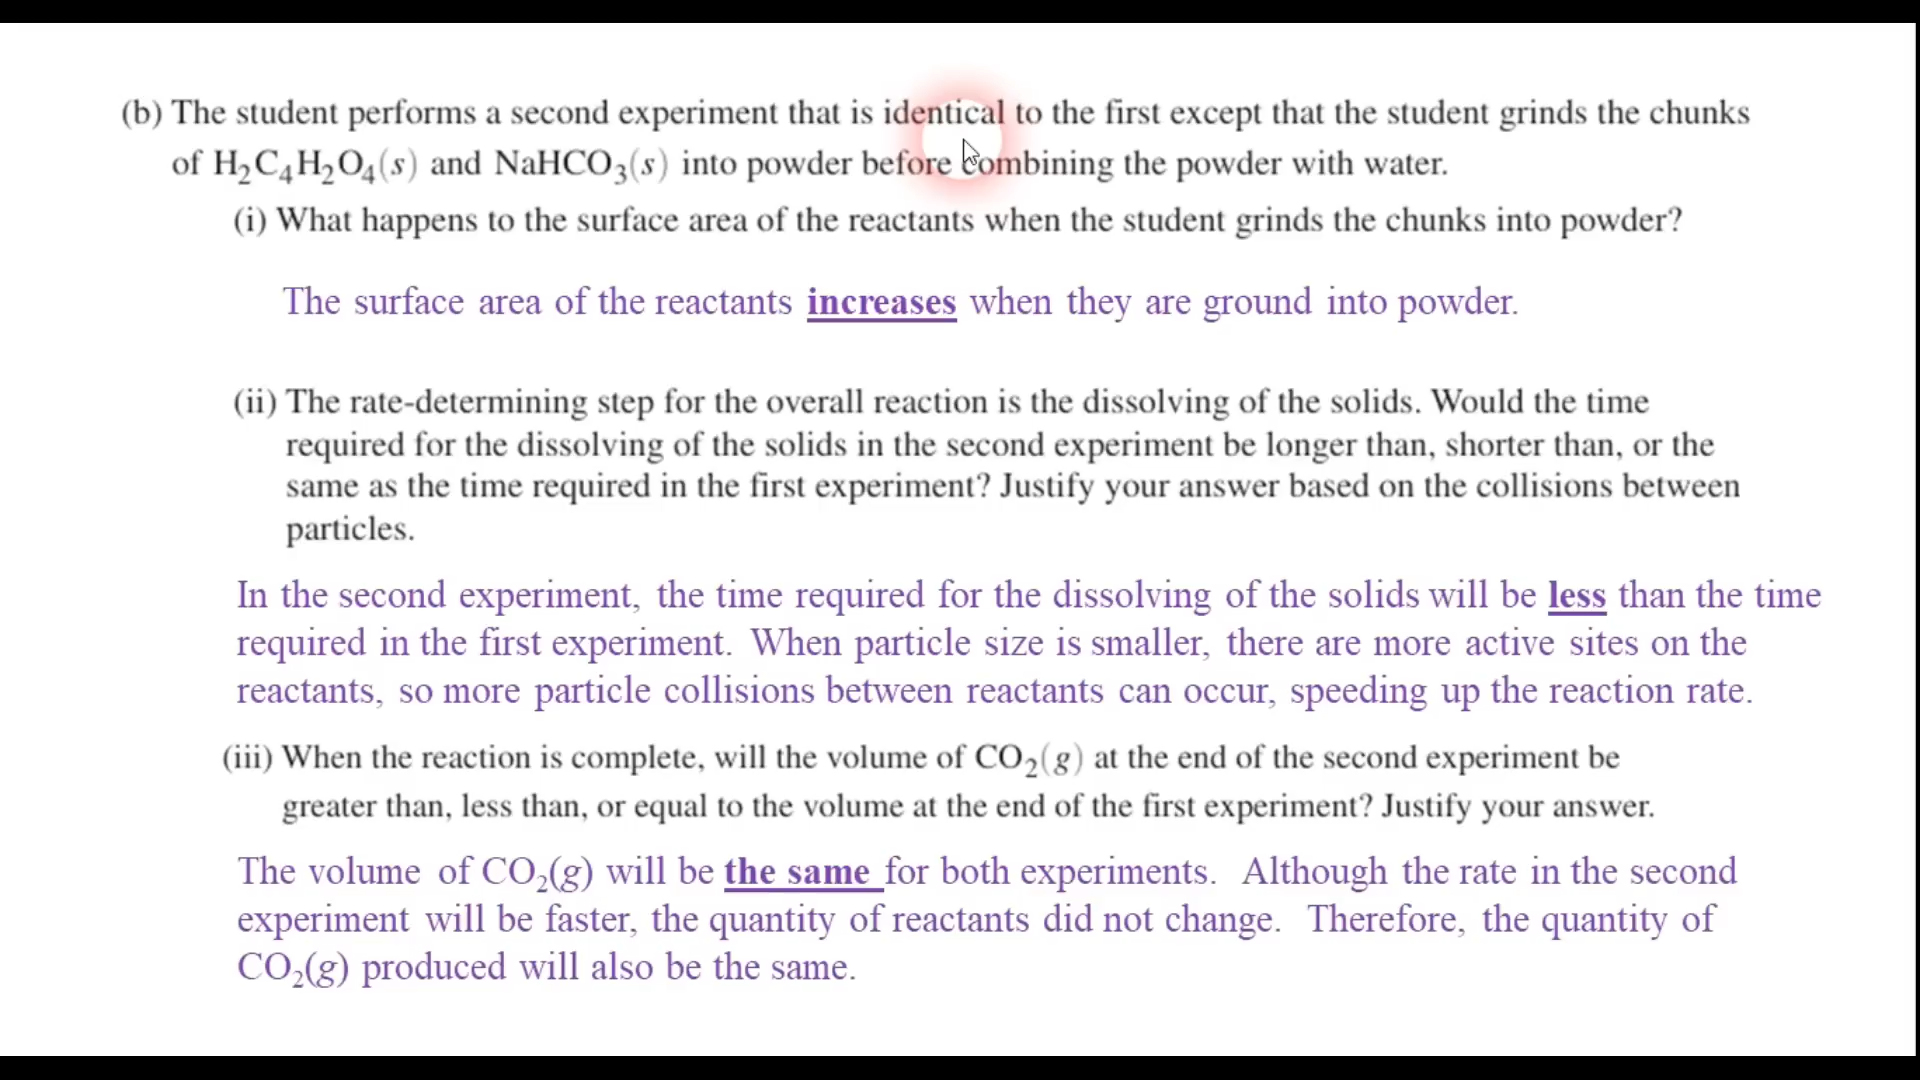 (b) The student performs a second experiment that is identical to the first except that the student grinds the chunks
of H₂C₄H₂O₄(s) and NaHCO₃(s) into powder before combining the powder with water.
(i) What happens to the surface area of the reactants when the student grinds the chunks into powder?
The surface area of the reactants increases when they are ground into powder.
(ii) The rate-determining step for the overall reaction is the dissolving of the solids. Would the time
required for the dissolving of the solids in the second experiment be longer than, shorter than, or the
same as the time required in the first experiment? Justify your answer based on the collisions between
particles.
In the second experiment, the time required for the dissolving of the solids will be less than the time
required in the first experiment. When particle size is smaller, there are more active sites on the
reactants, so more particle collisions between reactants can occur, speeding up the reaction rate.
(iii) When the reaction is complete, will the volume of CO₂(g) at the end of the second experiment be
greater than, less than, or equal to the volume at the end of the first experiment? Justify your answer.
The volume of CO₂(g) will be the same for both experiments. Although the rate in the second
experiment will be faster, the quantity of reactants did not change. Therefore, the quantity of
CO₂(g) produced will also be the same.